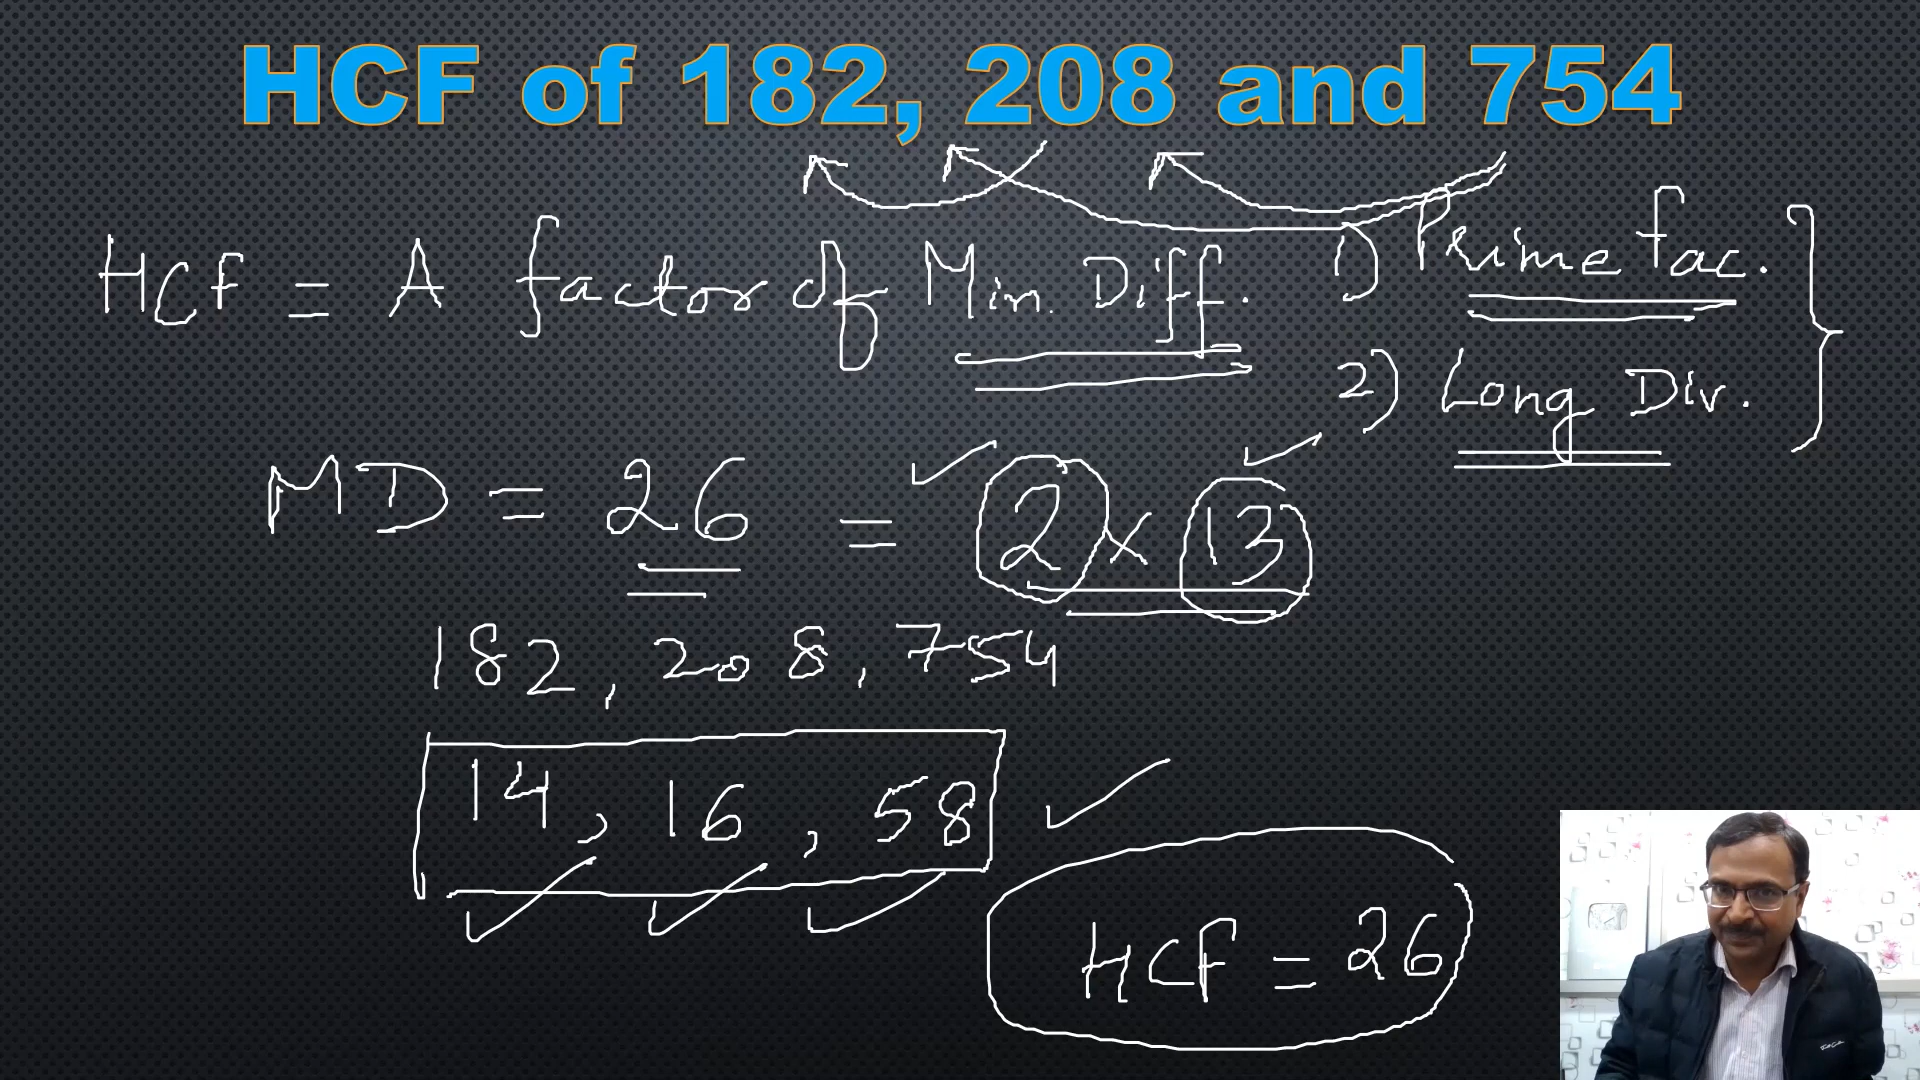 HCF of 182, 208 and 754
HCF = A factor of Min. Diff.
1) Prime fac.
2) Long Div.
MD = 26 = 2 × 13
182, 208, 754
14, 16, 58
HCF = 26